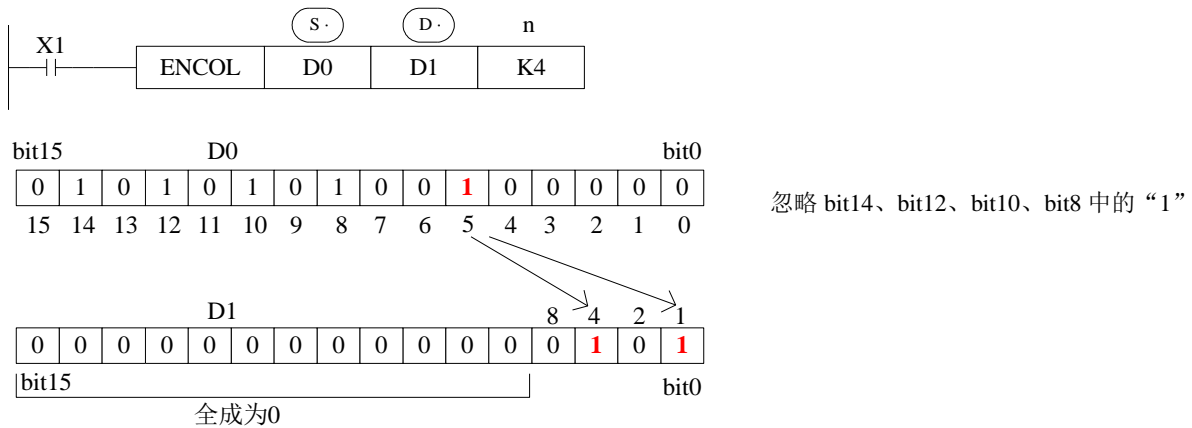 S · D · n
X1
ENCOL D0 D1 K4
bit15 D0 bit0
0 1 0 1 0 1 0 1 0 0 1 0 0 0 0 0
忽略 bit14、bit12、bit10、bit8 中的“1”
15 14 13 12 11 10 9 8 7 6 5 4 3 2 1 0
D1 8 4 2 1
0 0 0 0 0 0 0 0 0 0 0 0 0 1 0 1
bit15 bit0
全成为0